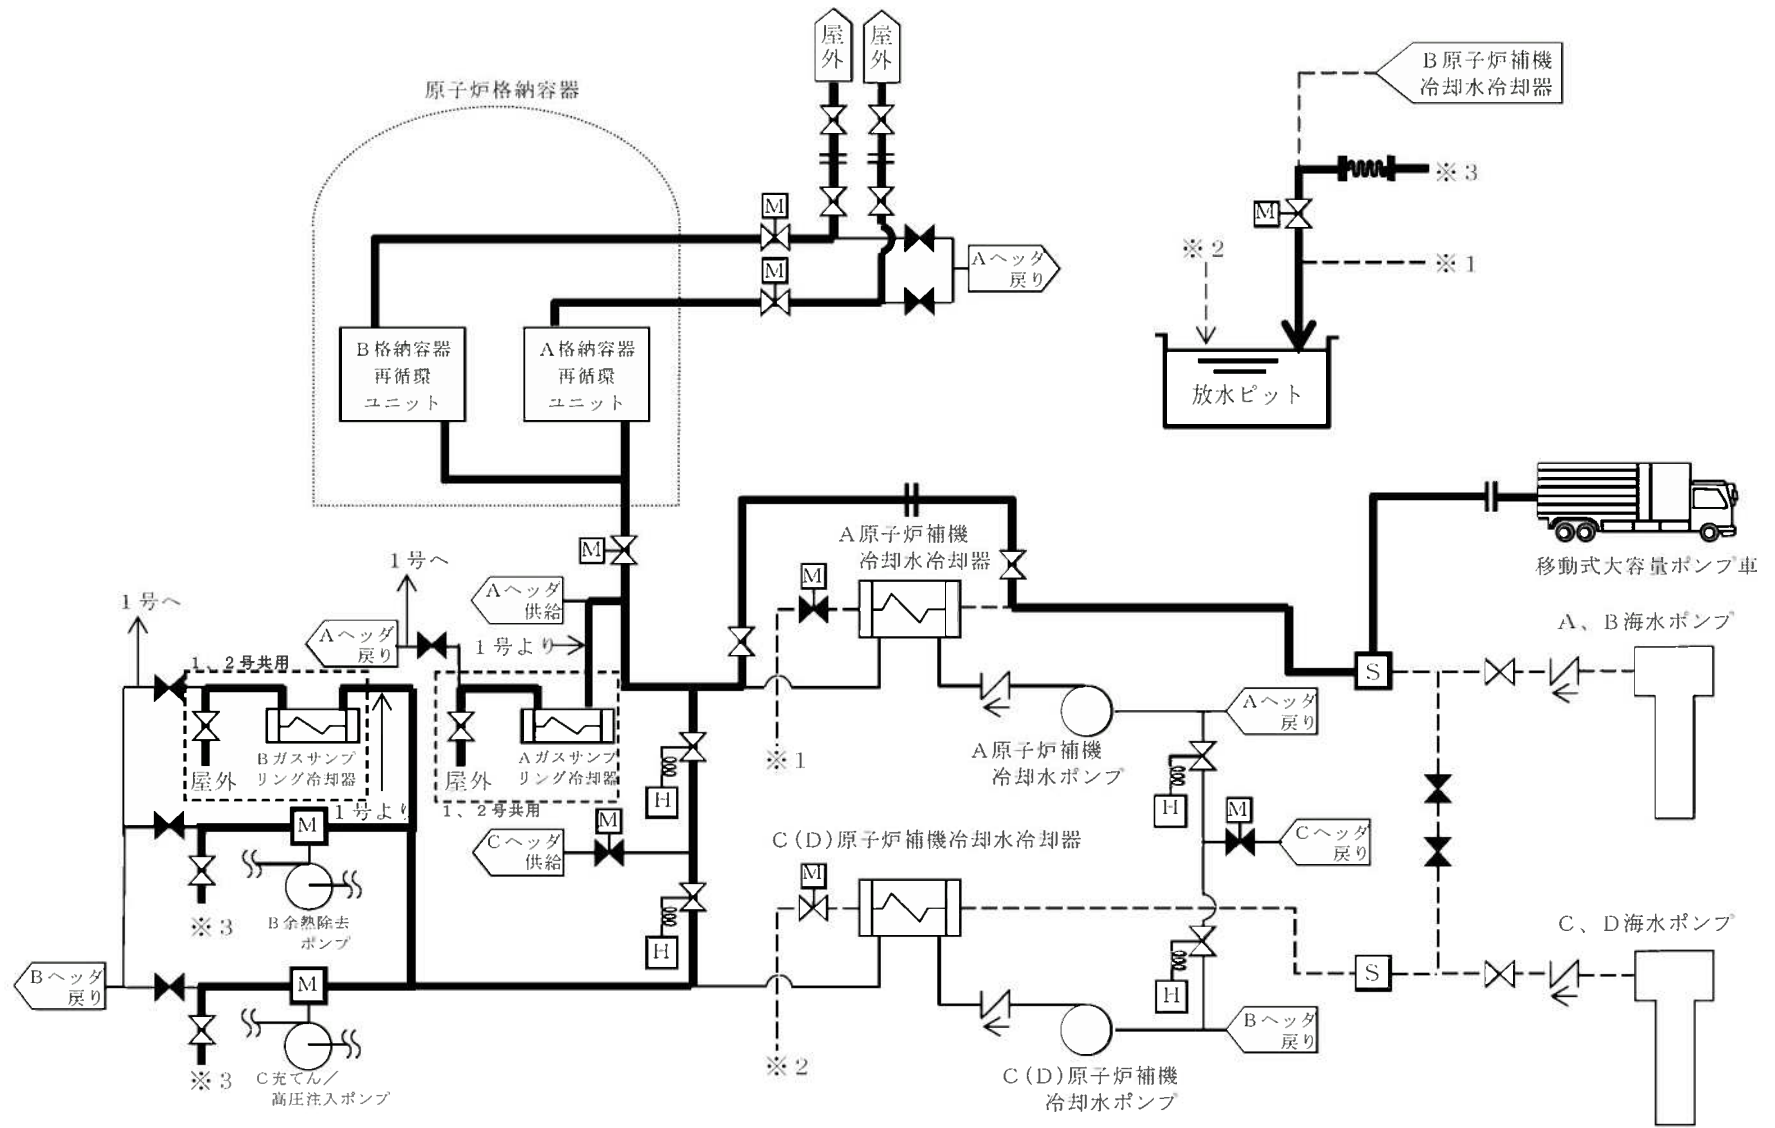 屋外
屋外
B原子炉補機
冷却水冷却器
原子炉格納容器
※3
M
M
※2
Aヘッダ
戻り
※1
M
B格納容器
再循環
ユニット
A格納容器
再循環
ユニット
放水ピット
A原子炉補機
冷却水冷却器
M
移動式大容量ポンプ車
1号へ
1号へ
Aヘッダ
供給
M
A、B海水ポンプ
Aヘッダ
戻り
1号より
1、2号共用
S
Aヘッダ
戻り
Bガスサンプ
リング冷却器
屋外
Aガスサンプ
リング冷却器
屋外
※1
A原子炉補機
冷却水ポンプ
H
H
1号より
1、2号共用
M
M
M
Cヘッダ
供給
C(D)原子炉補機冷却水冷却器
Cヘッダ
戻り
M
※3
B余熱除去
ポンプ
C、D海水ポンプ
H
Bヘッダ
戻り
M
S
H
Bヘッダ
戻り
※3
C充てん/
高圧注入ポンプ
※2
C(D)原子炉補機
冷却水ポンプ